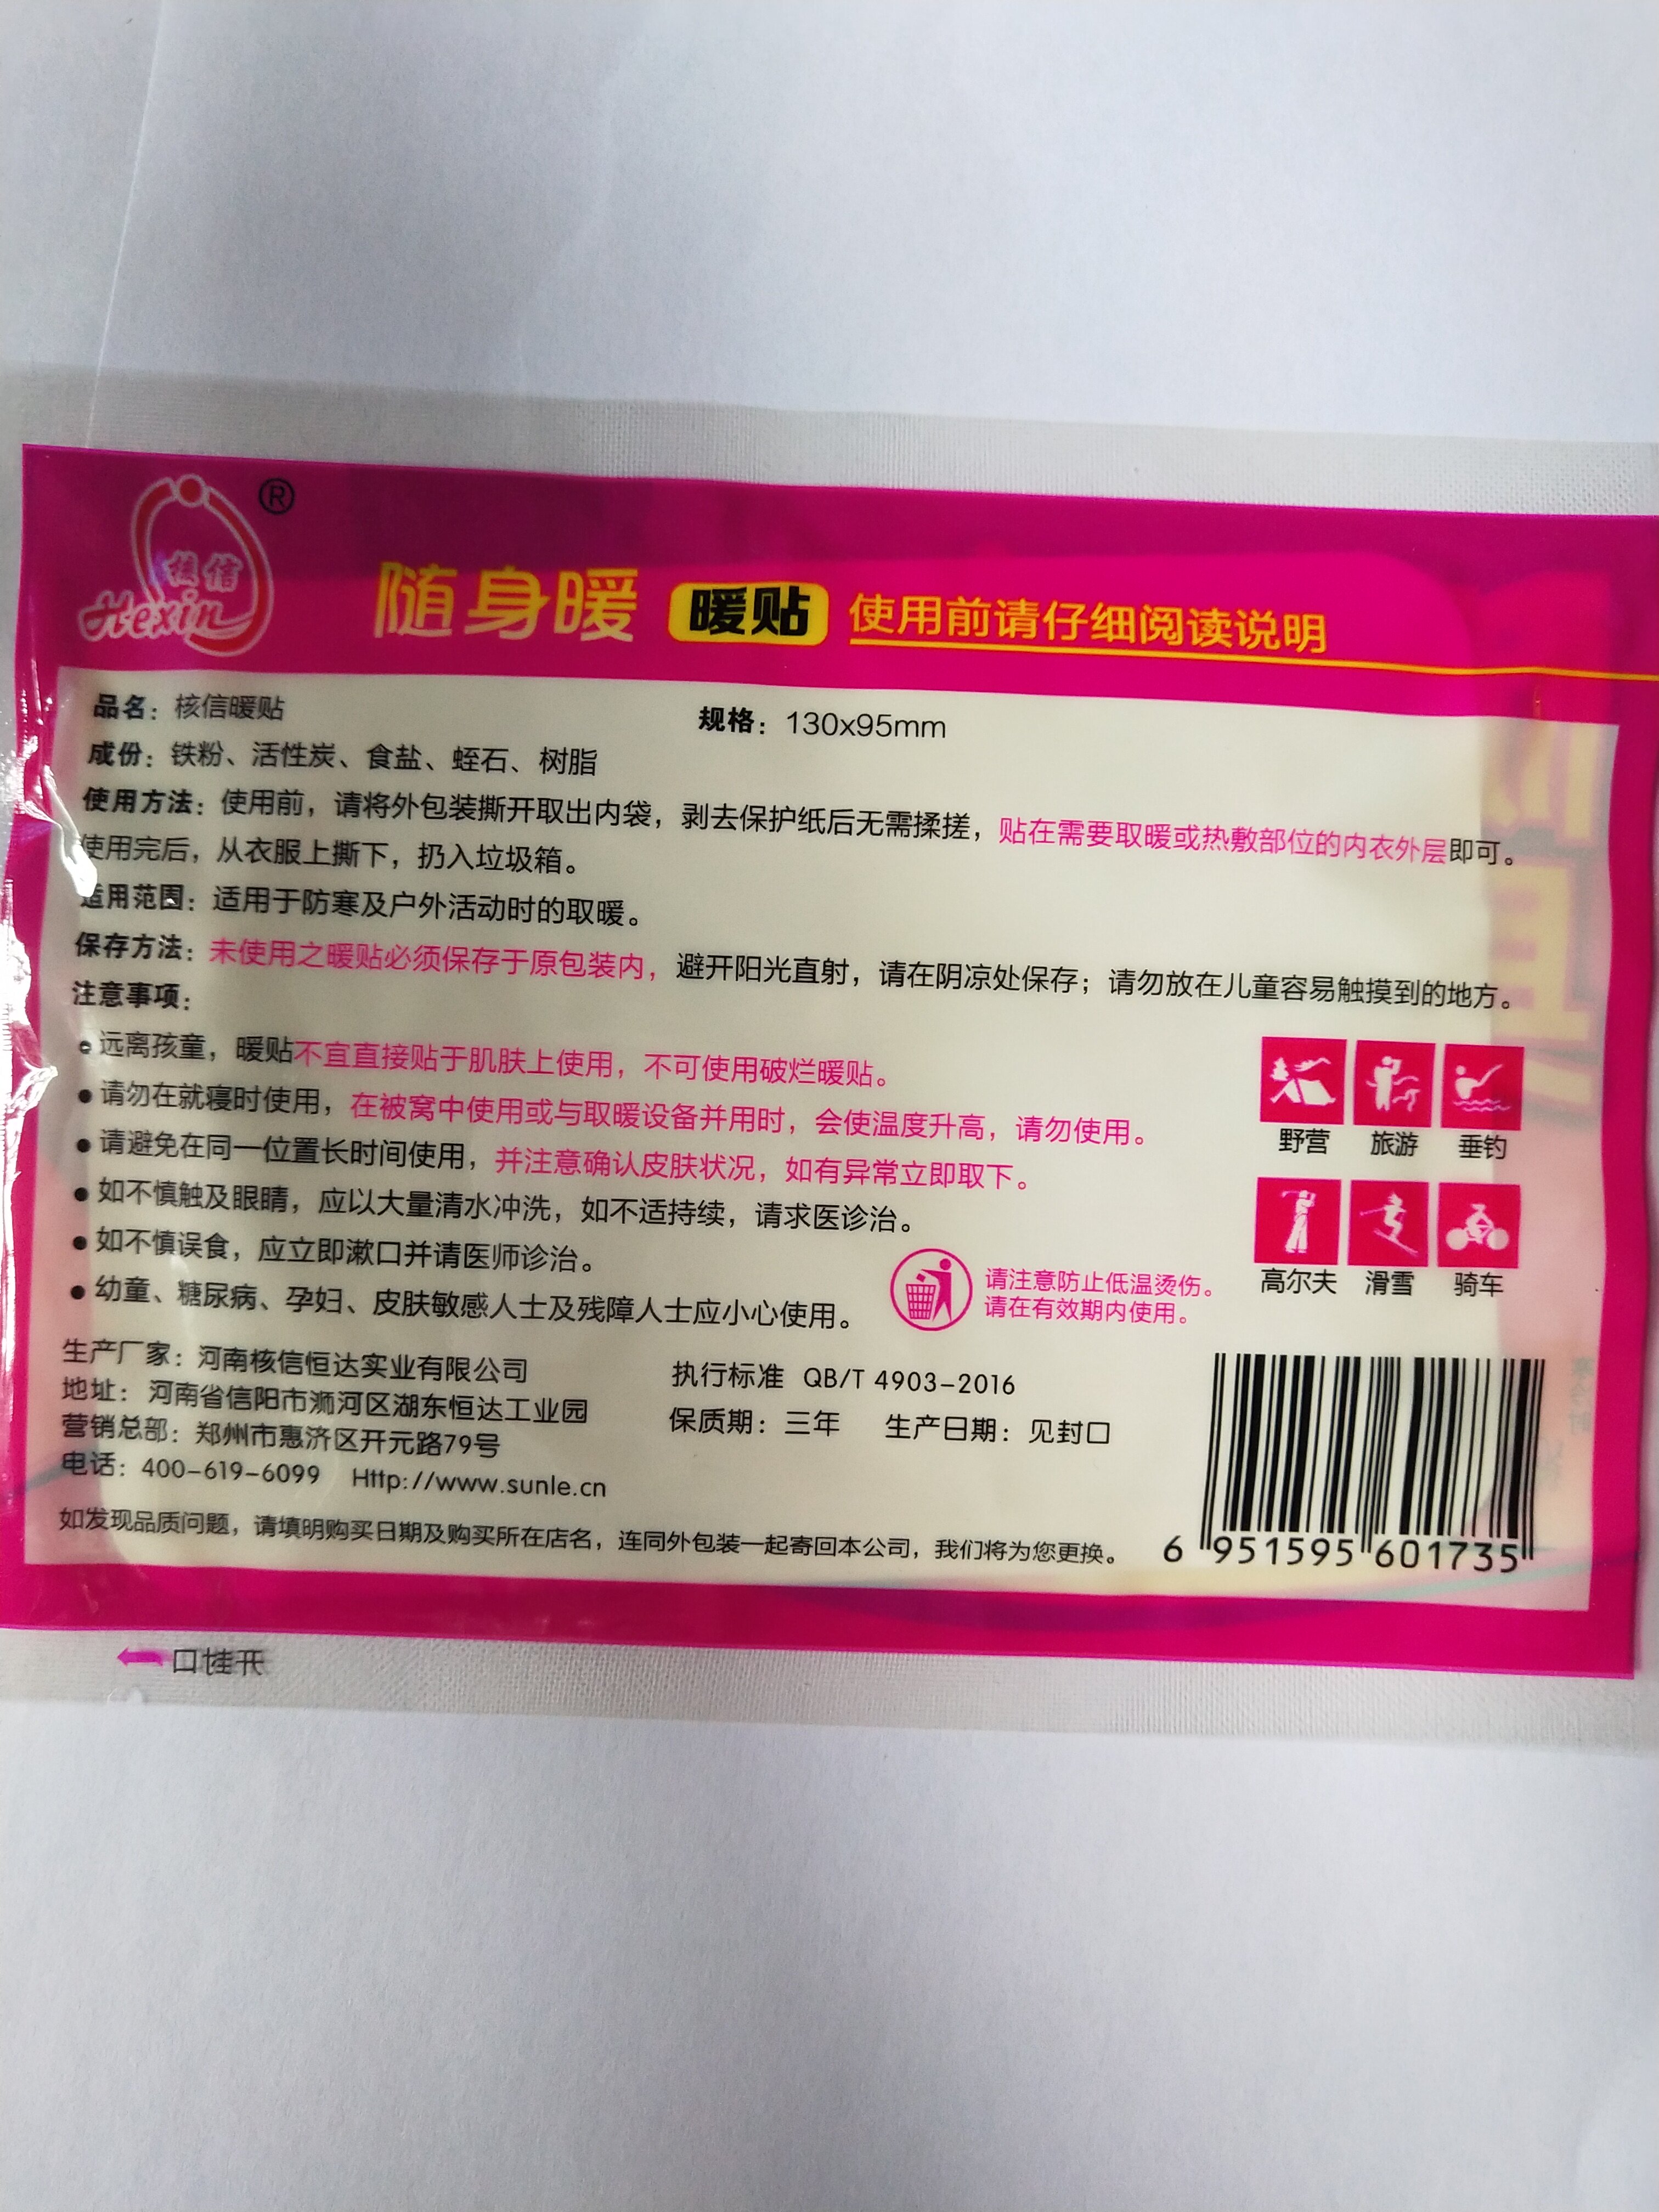 ®
核信
Hexin
随身暖 暖贴 使用前请仔细阅读说明
品名：核信暖贴 规格：130x95mm
成份：铁粉、活性炭、食盐、蛭石、树脂
使用方法：使用前，请将外包装撕开取出内袋，剥去保护纸后无需揉搓，贴在需要取暖或热敷部位的内衣外层即可。
使用完后，从衣服上撕下，扔入垃圾箱。
适用范围：适用于防寒及户外活动时的取暖。
保存方法：未使用之暖贴必须保存于原包装内，避开阳光直射，请在阴凉处保存；请勿放在儿童容易触摸到的地方。
注意事项：
●远离孩童，暖贴不宜直接贴于肌肤上使用，不可使用破烂暖贴。
●请勿在就寝时使用，在被窝中使用或与取暖设备并用时，会使温度升高，请勿使用。
●请避免在同一位置长时间使用，并注意确认皮肤状况，如有异常立即取下。
●如不慎触及眼睛，应以大量清水冲洗，如不适持续，请求医诊治。
●如不慎误食，应立即漱口并请医师诊治。
●幼童、糖尿病、孕妇、皮肤敏感人士及残障人士应小心使用。
请注意防止低温烫伤。
请在有效期内使用。
野营 旅游 垂钓
高尔夫 滑雪 骑车
生产厂家：河南核信恒达实业有限公司
地址：河南省信阳市浉河区湖东恒达工业园
营销总部：郑州市惠济区开元路79号
电话：400-619-6099 Http://www.sunle.cn
执行标准 QB/T 4903-2016
保质期：三年 生产日期：见封口
如发现品质问题，请填明购买日期及购买所在店名，连同外包装一起寄回本公司，我们将为您更换。
6 951595 601735
开封口